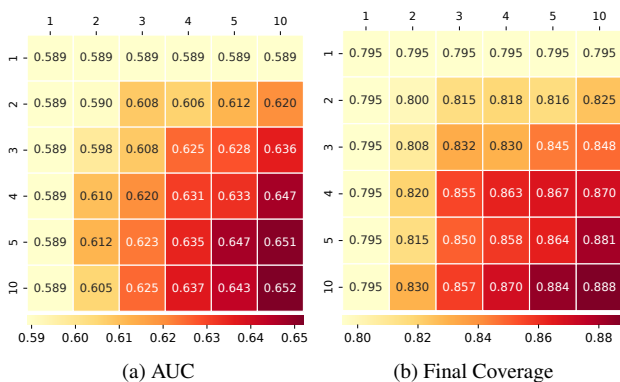 1 2 3 4 5 10
1 0.589 0.589 0.589 0.589 0.589 0.589
2 0.589 0.590 0.608 0.606 0.612 0.620
3 0.589 0.598 0.608 0.625 0.628 0.636
4 0.589 0.610 0.620 0.631 0.633 0.647
5 0.589 0.612 0.623 0.635 0.647 0.651
10 0.589 0.605 0.625 0.637 0.643 0.652
0.59 0.60 0.61 0.62 0.63 0.64 0.65
(a) AUC
1 2 3 4 5 10
1 0.795 0.795 0.795 0.795 0.795 0.795
2 0.795 0.800 0.815 0.818 0.816 0.825
3 0.795 0.808 0.832 0.830 0.845 0.848
4 0.795 0.820 0.855 0.863 0.867 0.870
5 0.795 0.815 0.850 0.858 0.864 0.881
10 0.795 0.830 0.857 0.870 0.884 0.888
0.80 0.82 0.84 0.86 0.88
(b) Final Coverage